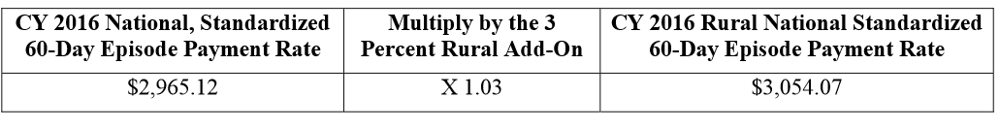 CY 2016 National, Standardized
60-Day Episode Payment Rate
Multiply by the 3
Percent Rural Add-On
CY 2016 Rural National Standardized
60-Day Episode Payment Rate
$2,965.12
X 1.03
$3,054.07